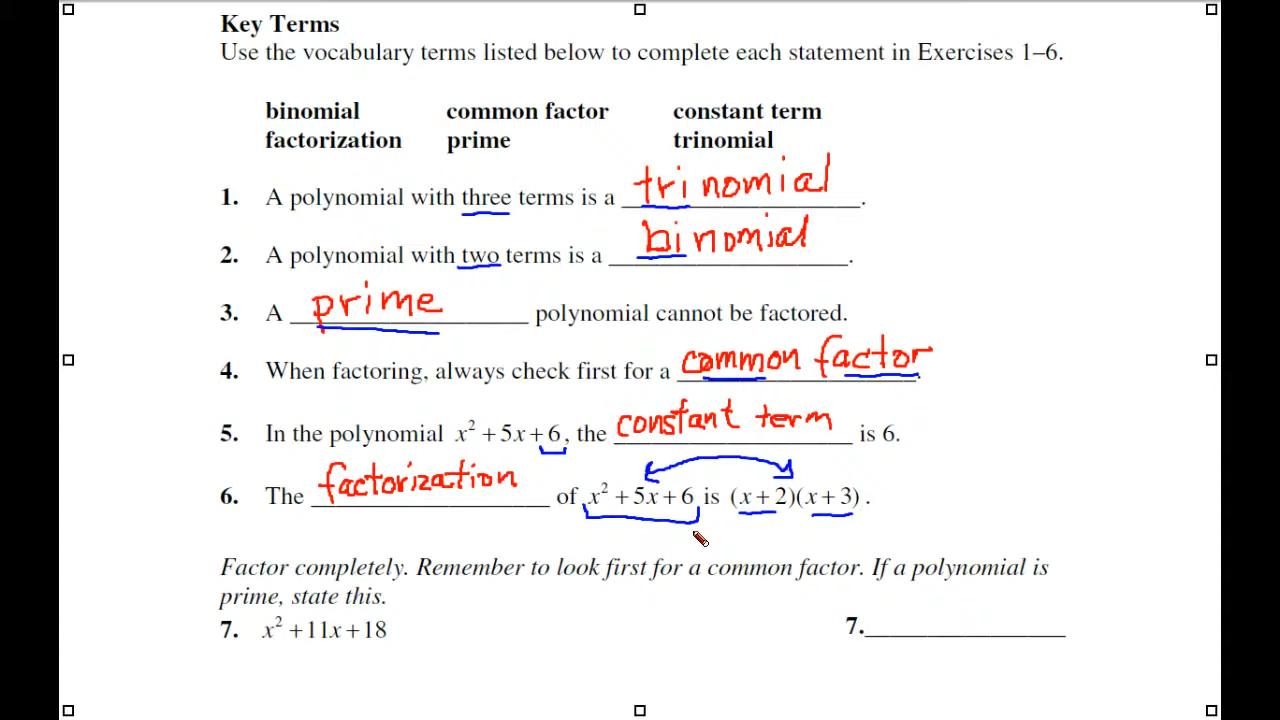 Key Terms
Use the vocabulary terms listed below to complete each statement in Exercises 1–6.
binomial common factor constant term
factorization prime trinomial
1. A polynomial with three terms is a trinomial.
2. A polynomial with two terms is a binomial.
3. A prime polynomial cannot be factored.
4. When factoring, always check first for a common factor.
5. In the polynomial x² + 5x + 6, the constant term is 6.
6. The factorization of x² + 5x + 6 is (x + 2)(x + 3).
Factor completely. Remember to look first for a common factor. If a polynomial is
prime, state this.
7. x² + 11x + 18 7.